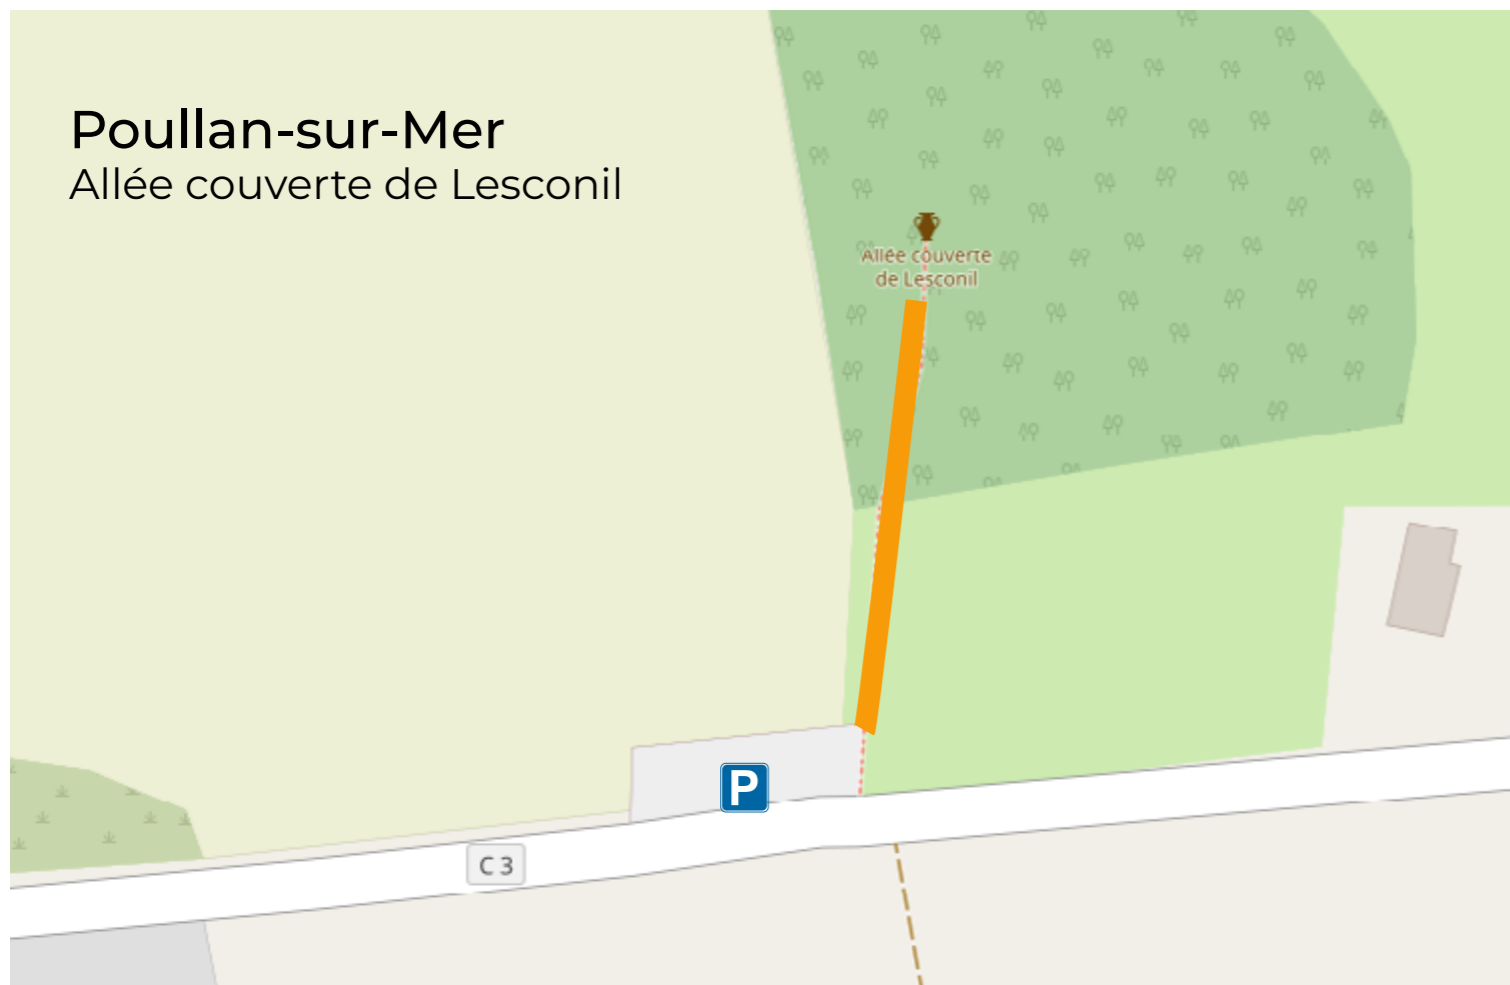 Poullan-sur-Mer
Allée couverte de Lesconil
Allée couverte
de Lesconil
P
C 3